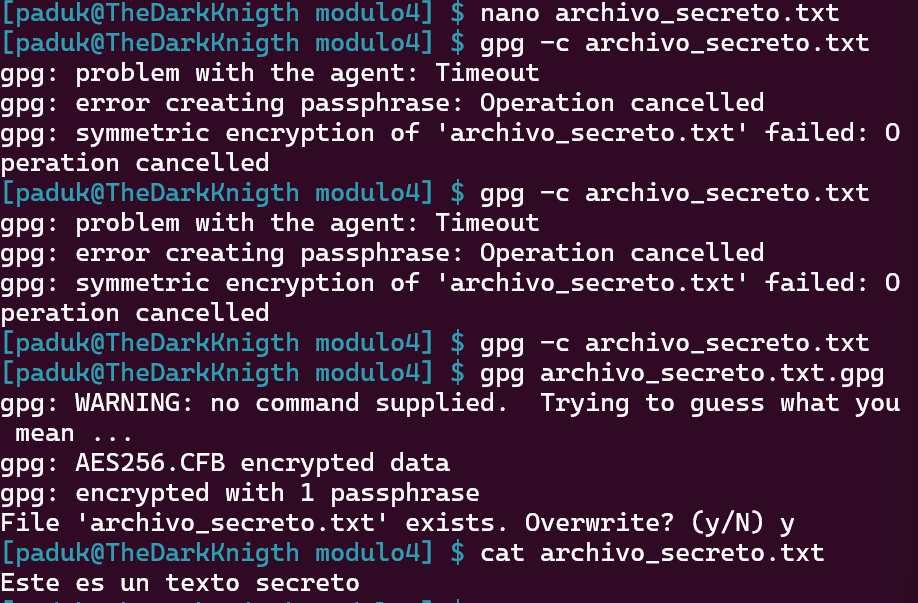 [paduk@TheDarkKnigth modulo4] $ nano archivo_secreto.txt
[paduk@TheDarkKnigth modulo4] $ gpg -c archivo_secreto.txt
gpg: problem with the agent: Timeout
gpg: error creating passphrase: Operation cancelled
gpg: symmetric encryption of 'archivo_secreto.txt' failed: O
peration cancelled
[paduk@TheDarkKnigth modulo4] $ gpg -c archivo_secreto.txt
gpg: problem with the agent: Timeout
gpg: error creating passphrase: Operation cancelled
gpg: symmetric encryption of 'archivo_secreto.txt' failed: O
peration cancelled
[paduk@TheDarkKnigth modulo4] $ gpg -c archivo_secreto.txt
[paduk@TheDarkKnigth modulo4] $ gpg archivo_secreto.txt.gpg
gpg: WARNING: no command supplied.  Trying to guess what you
 mean ...
gpg: AES256.CFB encrypted data
gpg: encrypted with 1 passphrase
File 'archivo_secreto.txt' exists. Overwrite? (y/N) y
[paduk@TheDarkKnigth modulo4] $ cat archivo_secreto.txt
Este es un texto secreto